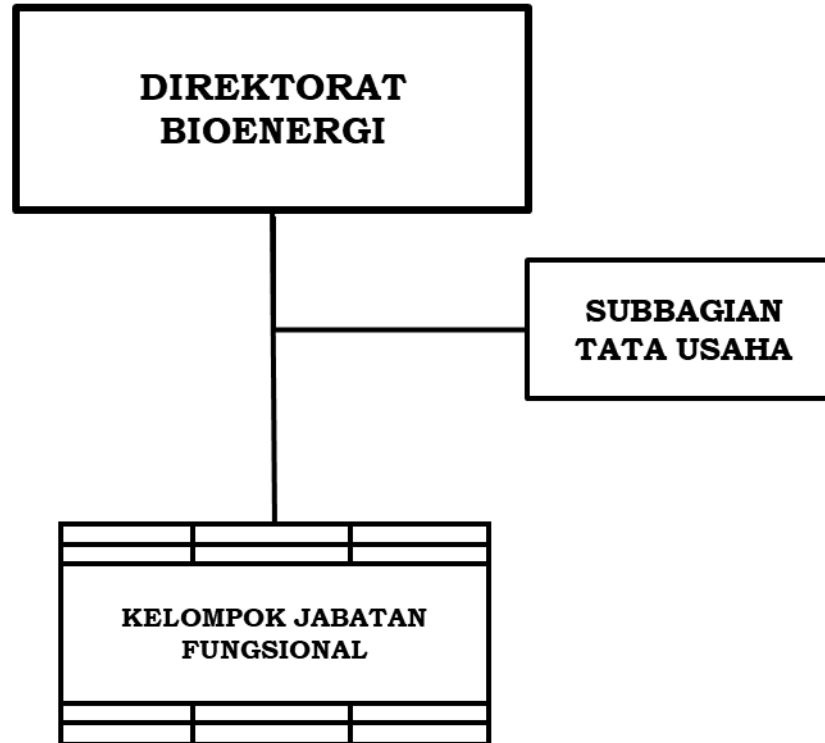 DIREKTORAT
BIOENERGI
SUBBAGIAN
TATA USAHA
KELOMPOK JABATAN
FUNGSIONAL